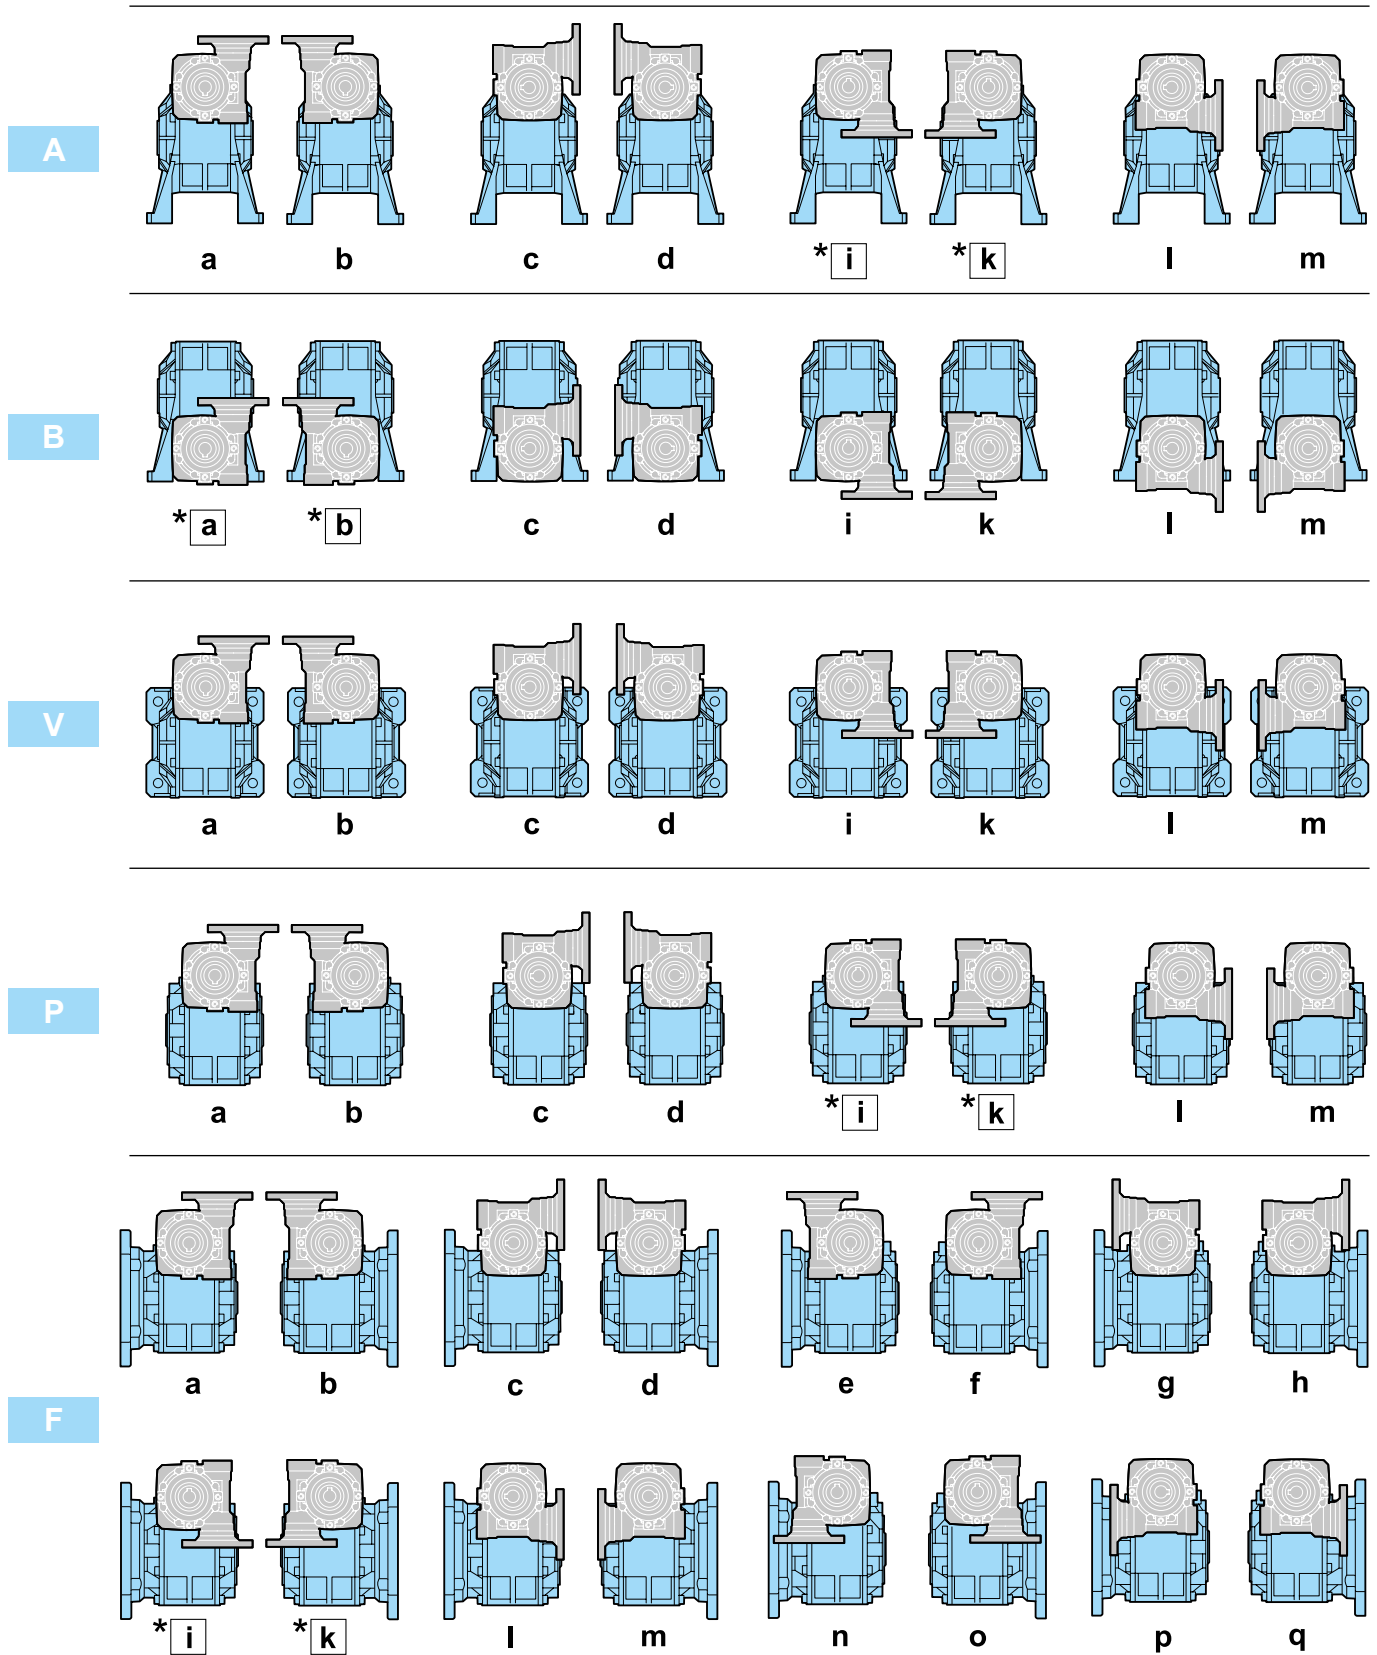 A
a b c d * i * k l m
B
* a * b c d i k l m
V
a b c d i k l m
P
a b c d * i * k l m
F
a b c d e f g h
* i * k l m n o p q